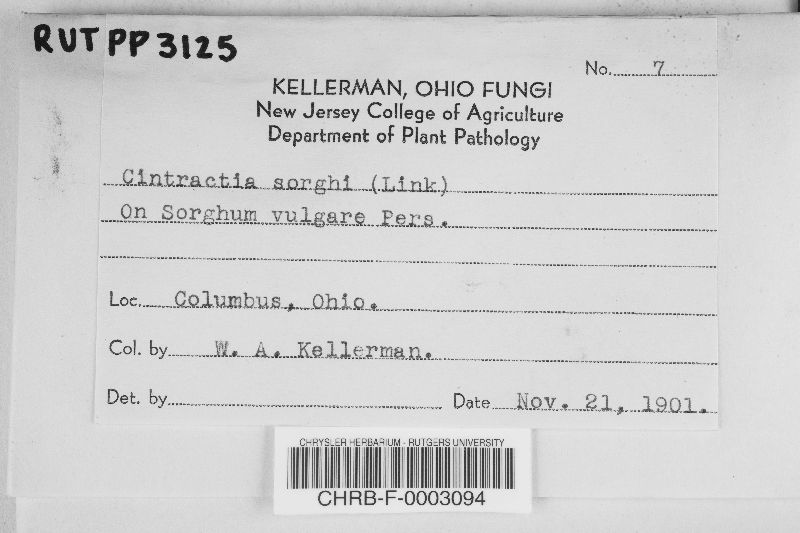 RUTPP3125
No. 7
KELLERMAN, OHIO FUNGI
New Jersey College of Agriculture
Department of Plant Pathology
Cintractia sorghi (Link)
On Sorghum vulgare Pers.
Loc. Columbus, Ohio.
Col. by W. A. Kellerman.
Det. by
Date Nov. 21, 1901.
CHRYSLER HERBARIUM - RUTGERS UNIVERSITY
CHRB-F-0003094